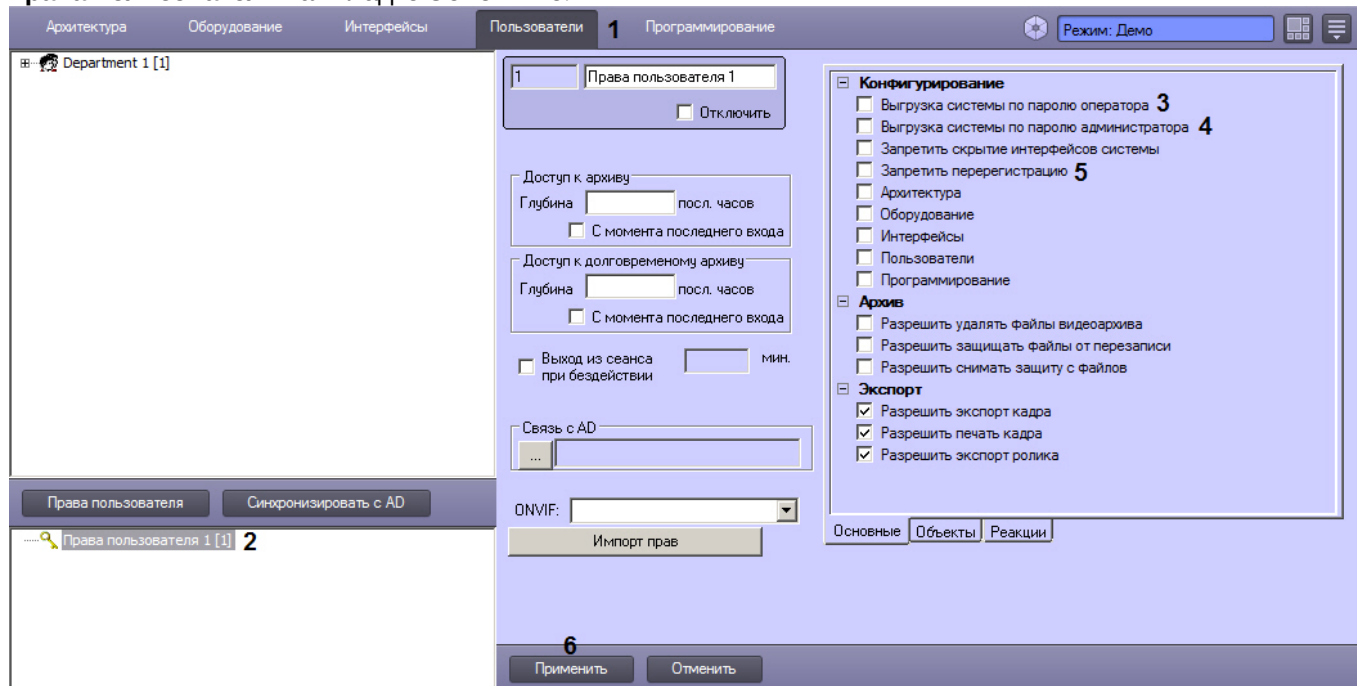 Архитектура Оборудование Интерфейсы Пользователи 1 Программирование Режим: Демо
Department 1 [1]
Права пользователя
Синхронизировать с AD
Права пользователя 1 [1] 2
1 Права пользователя 1
Отключить
Доступ к архиву
Глубина посл. часов
С момента последнего входа
Доступ к долговременому архиву
Глубина посл. часов
С момента последнего входа
Выход из сеанса мин.
при бездействии
Связь с AD
...
ONVIF:
Импорт прав
Конфигурирование
Выгрузка системы по паролю оператора 3
Выгрузка системы по паролю администратора 4
Запретить скрытие интерфейсов системы
Запретить перерегистрацию 5
Архитектура
Оборудование
Интерфейсы
Пользователи
Программирование
Архив
Разрешить удалять файлы видеоархива
Разрешить защищать файлы от перезаписи
Разрешить снимать защиту с файлов
Экспорт
Разрешить экспорт кадра
Разрешить печать кадра
Разрешить экспорт ролика
Основные Объекты Реакции
6
Применить Отменить